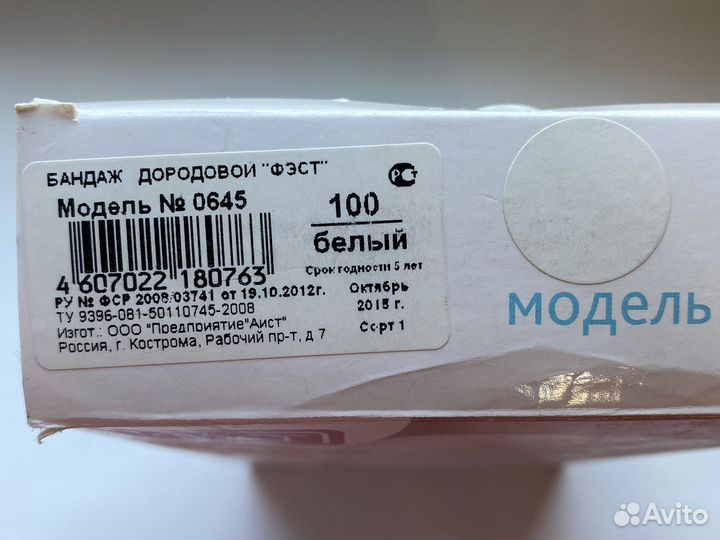 БАНДАЖ ДОРОДОВОЙ "ФЭСТ"
РСТ
Модель № 0645
100
белый
4 607022 180763
Срок годности 5 лет
РУ № ФСР 2008/03741 от 19.10.2012г.
Октябрь
ТУ 9396-081-50110745-2008
2015 г.
Изгот.: ООО "Предприятие"Аист"
Сорт 1
Россия, г. Кострома, Рабочий пр-т, д 7
модель
Avito